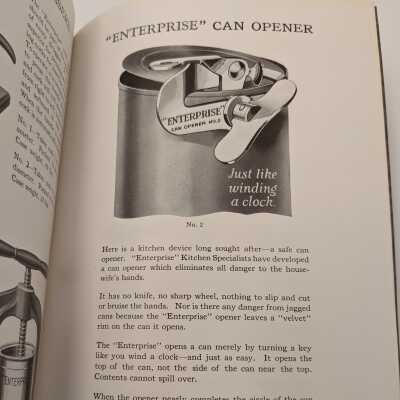 "ENTERPRISE" CAN OPENER
"ENTERPRISE"
CAN OPENER NO.2
Just like
winding
a clock.
No. 2
Here is a kitchen device long sought after—a safe can
opener. "Enterprise" Kitchen Specialists have developed
a can opener which eliminates all danger to the house-
wife's hands.
It has no knife, no sharp wheel, nothing to slip and cut
or bruise the hands. Nor is there any danger from jagged
cans because the "Enterprise" opener leaves a "velvet"
rim on the can it opens.
The "Enterprise" opens a can merely by turning a key
like you wind a clock—and just as easy. It opens the
top of the can, not the side of the can near the top.
Contents cannot spill over.
When the opener nearly completes the circle of the can